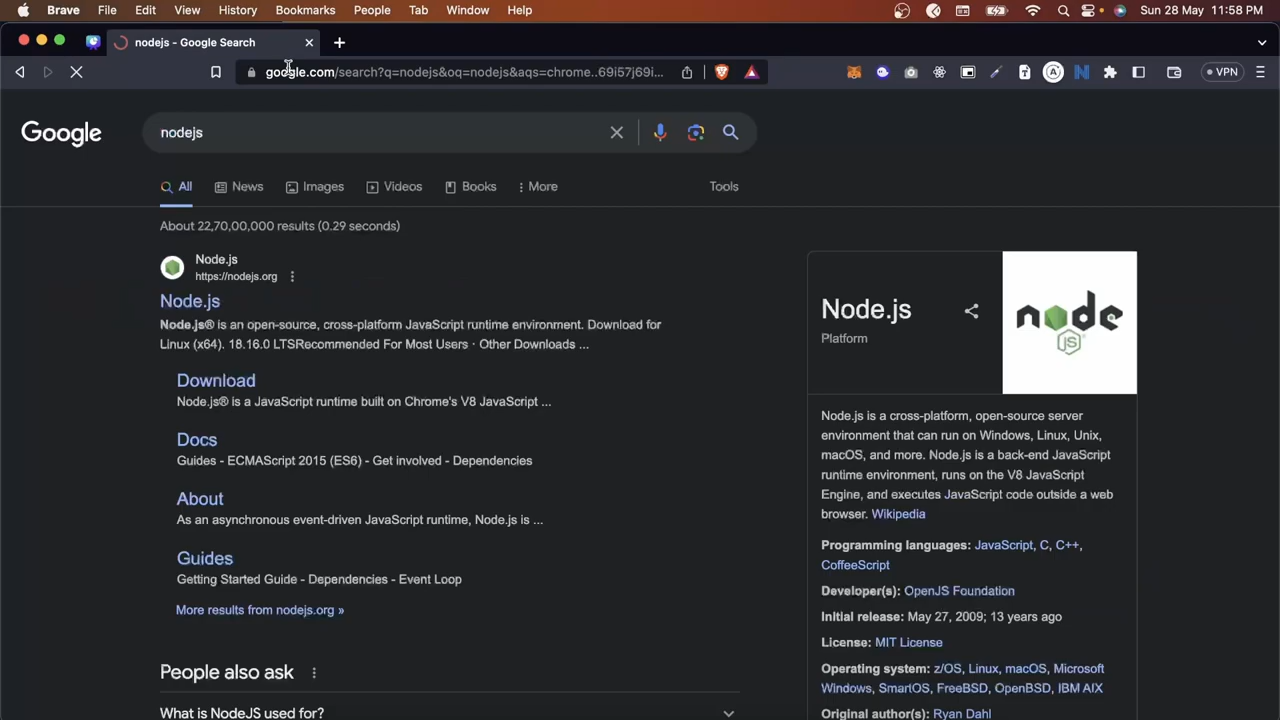 Brave File Edit View History Bookmarks People Tab Window Help Sun 28 May 11:58 PM
nodejs - Google Search
google.com/search?q=nodejs&oq=nodejs&aqs=chrome..69i57j69i... VPN
Google nodejs
All News Images Videos Books More Tools
About 22,70,00,000 results (0.29 seconds)
Node.js
https://nodejs.org
Node.js
Node.js® is an open-source, cross-platform JavaScript runtime environment. Download for
Linux (x64). 18.16.0 LTSRecommended For Most Users · Other Downloads ...
Download
Node.js® is a JavaScript runtime built on Chrome's V8 JavaScript ...
Docs
Guides - ECMAScript 2015 (ES6) - Get involved - Dependencies
About
As an asynchronous event-driven JavaScript runtime, Node.js is ...
Guides
Getting Started Guide - Dependencies - Event Loop
More results from nodejs.org »
People also ask
What is NodeJS used for?
Node.js
Platform
node
JS
Node.js is a cross-platform, open-source server
environment that can run on Windows, Linux, Unix,
macOS, and more. Node.js is a back-end JavaScript
runtime environment, runs on the V8 JavaScript
Engine, and executes JavaScript code outside a web
browser. Wikipedia
Programming languages: JavaScript, C, C++,
CoffeeScript
Developer(s): OpenJS Foundation
Initial release: May 27, 2009; 13 years ago
License: MIT License
Operating system: z/OS, Linux, macOS, Microsoft
Windows, SmartOS, FreeBSD, OpenBSD, IBM AIX
Original author(s): Ryan Dahl